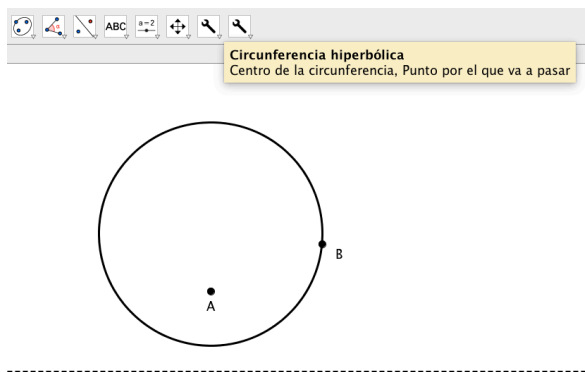 ABC
a=2
Circunferencia hiperbólica
Centro de la circunferencia, Punto por el que va a pasar
B
A